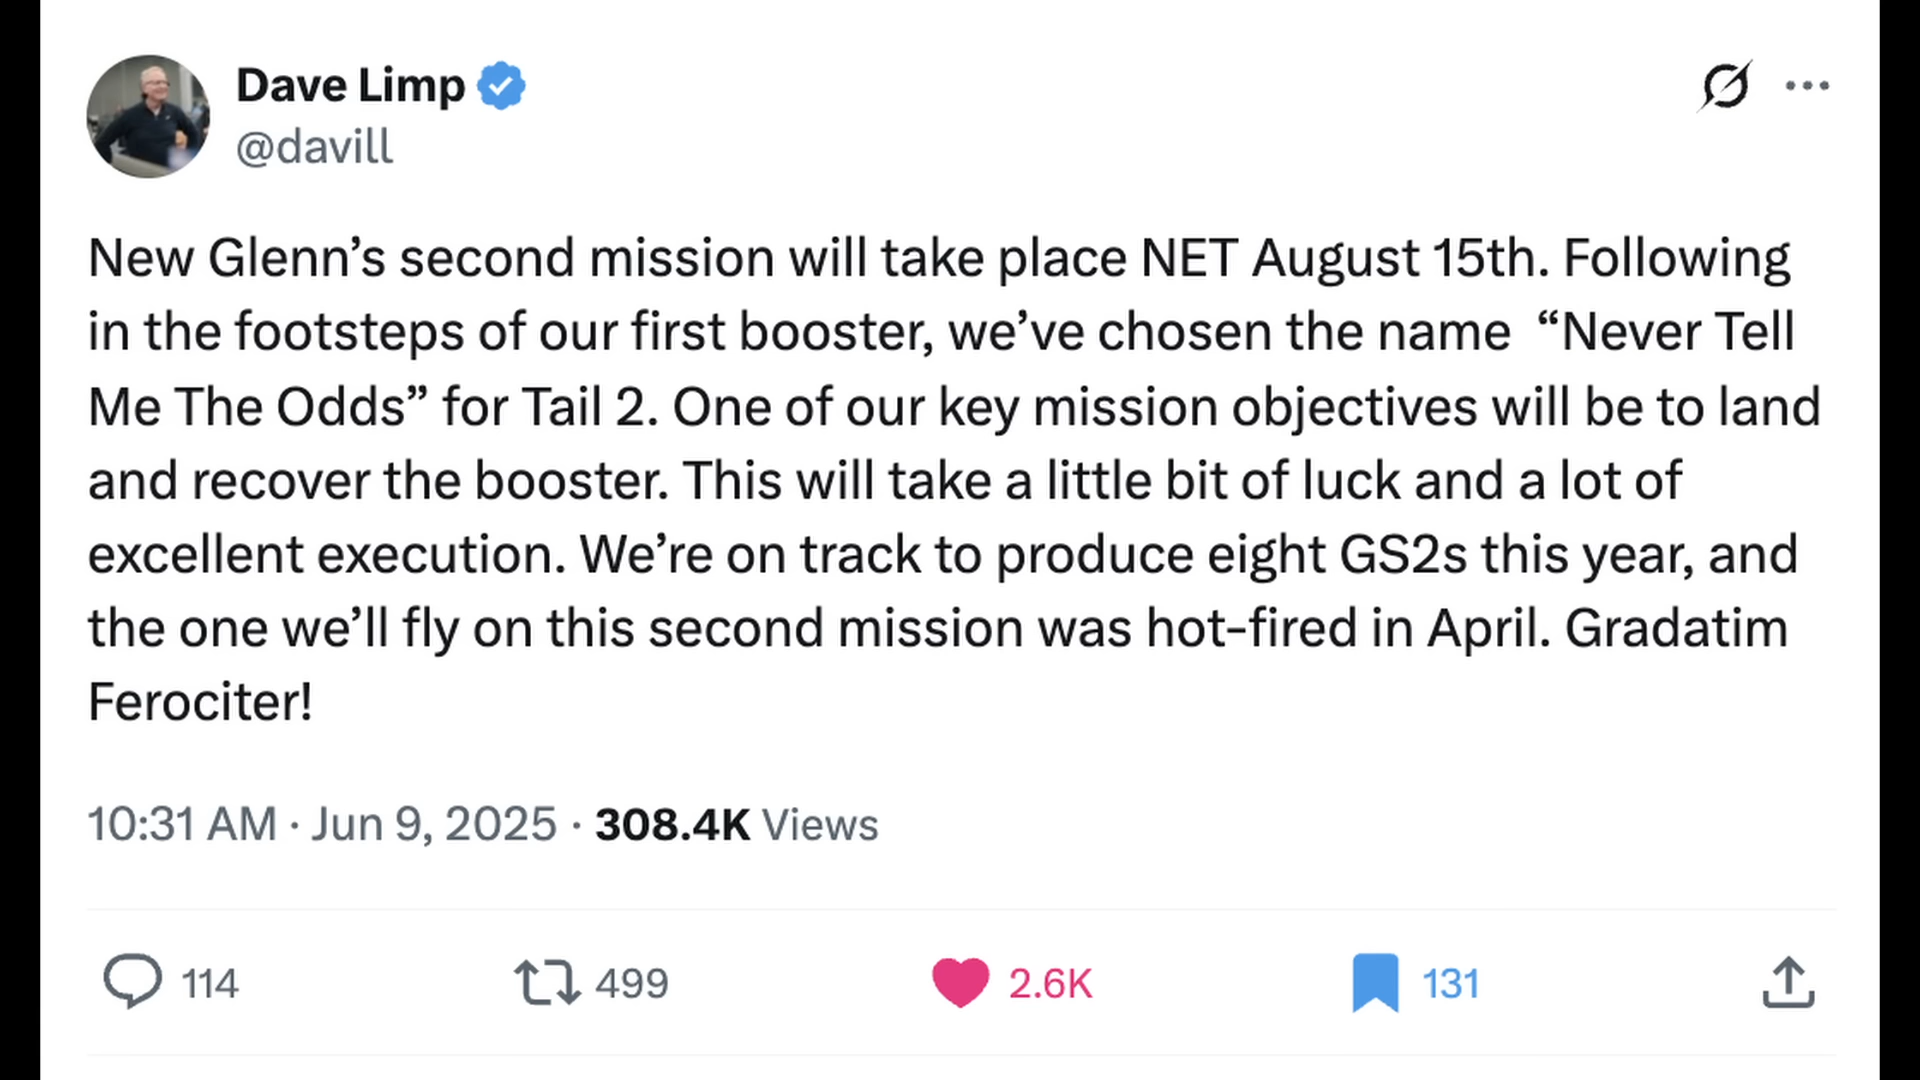 Dave Limp
@davill
New Glenn’s second mission will take place NET August 15th. Following
in the footsteps of our first booster, we’ve chosen the name  “Never Tell
Me The Odds” for Tail 2. One of our key mission objectives will be to land
and recover the booster. This will take a little bit of luck and a lot of
excellent execution. We’re on track to produce eight GS2s this year, and
the one we’ll fly on this second mission was hot-fired in April. Gradatim
Ferociter!
10:31 AM · Jun 9, 2025 · 308.4K Views
114 499 2.6K 131